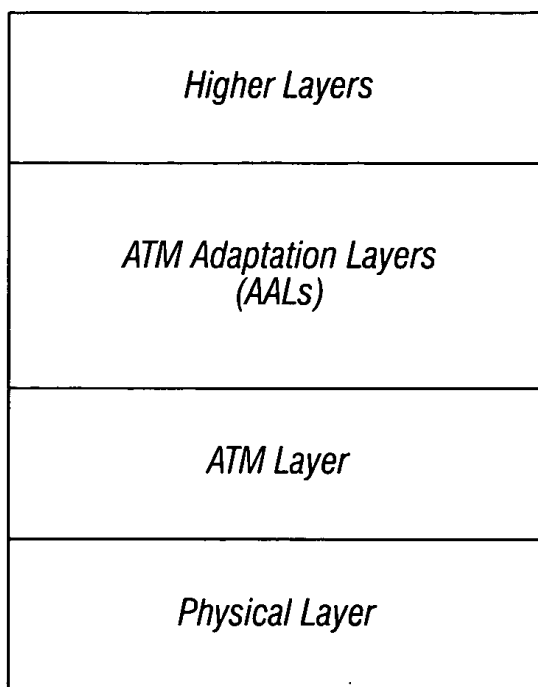 Higher Layers
ATM Adaptation Layers
(AALs)
ATM Layer
Physical Layer